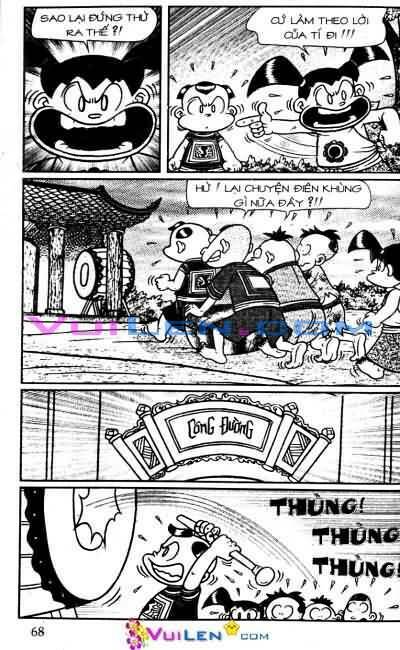 SAO LẠI ĐỨNG THỪ
RA THẾ ?!
CỨ LÀM THEO LỜI
CỦA TÍ ĐI !!!
HỪ ! LẠI CHUYỆN ĐIÊN KHÙNG
GÌ NỮA ĐÂY ?!!
VuiLen.com
Công Đường
THÙNG!
THÙNG!
THÙNG!
68
VuiLen.com